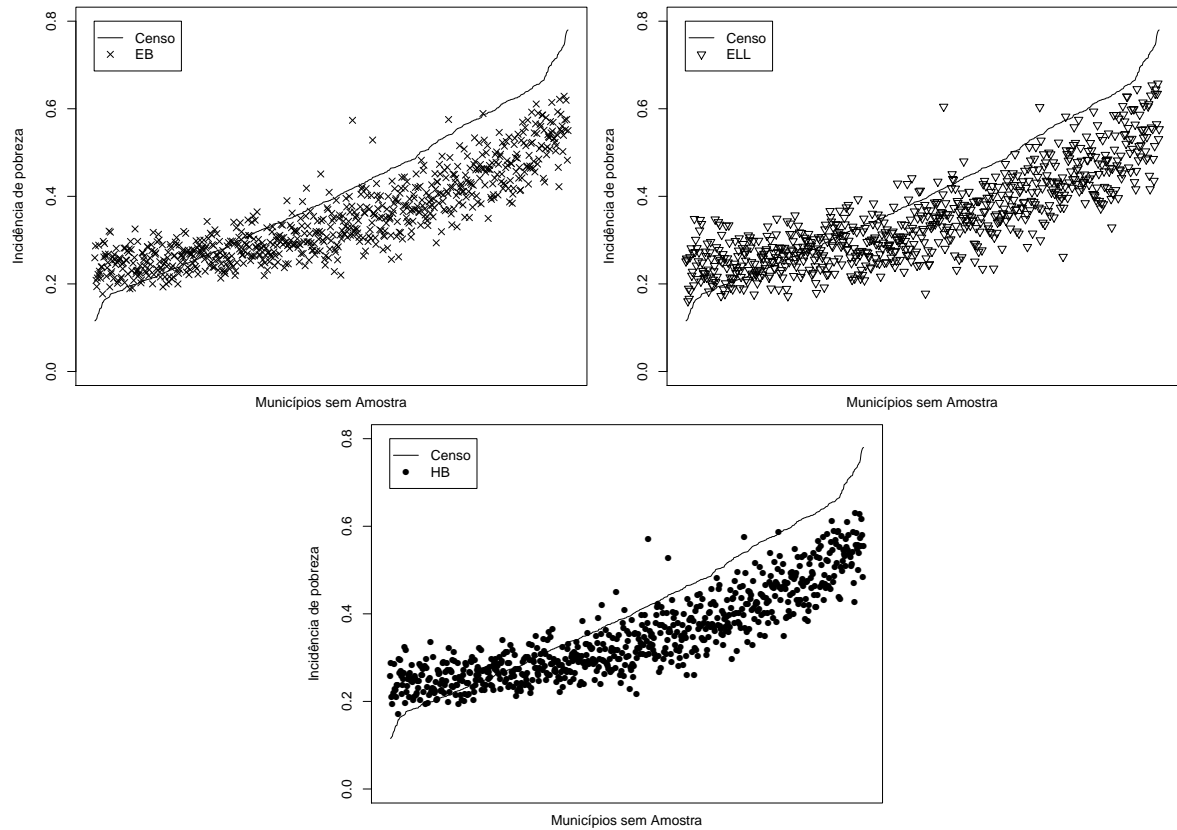 0.8
Censo
EB
0.6
0.4
0.2
0.0
Incidência de pobreza
Municípios sem Amostra
0.8
Censo
ELL
0.6
0.4
0.2
0.0
Incidência de pobreza
Municípios sem Amostra
0.8
Censo
HB
0.6
0.4
0.2
0.0
Incidência de pobreza
Municípios sem Amostra